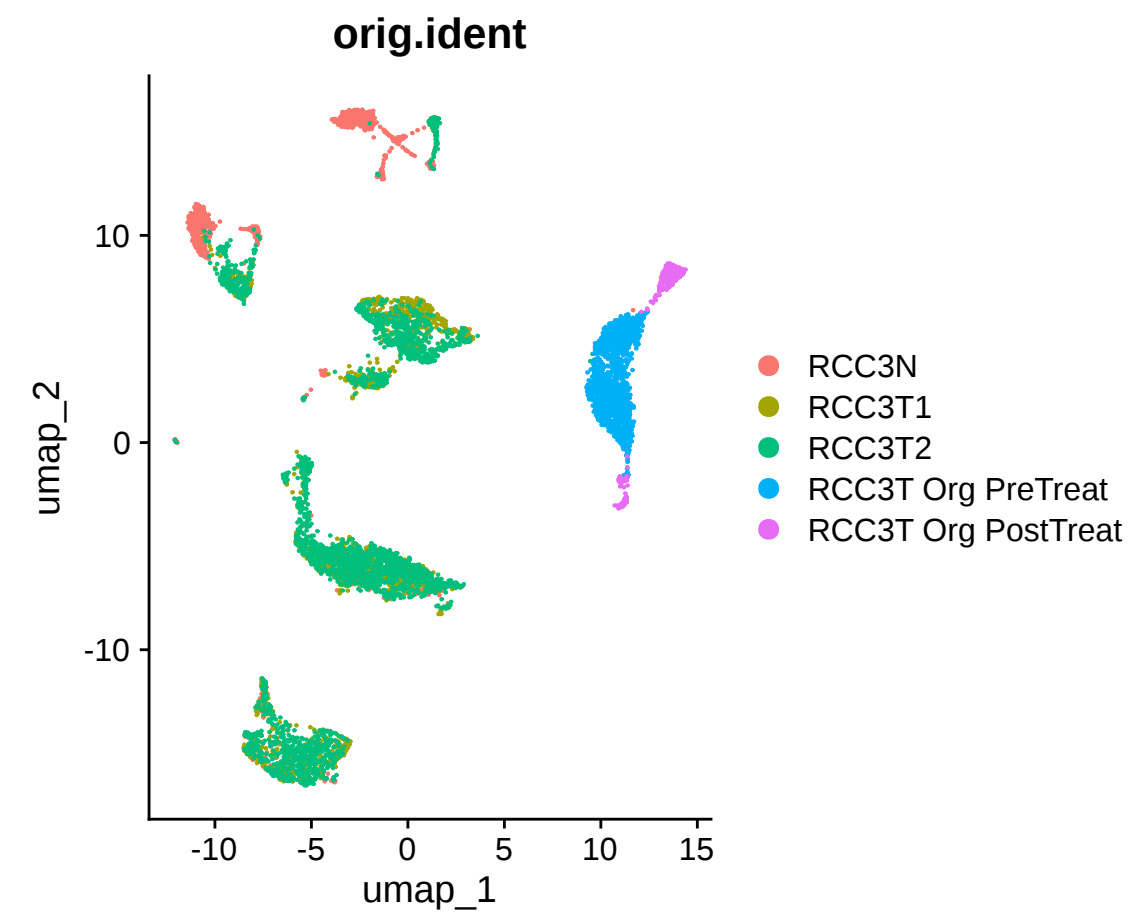 orig.ident
umap_2
10
0
-10
-10
-5
0
5
10
15
umap_1
RCC3N
RCC3T1
RCC3T2
RCC3T Org PreTreat
RCC3T Org PostTreat